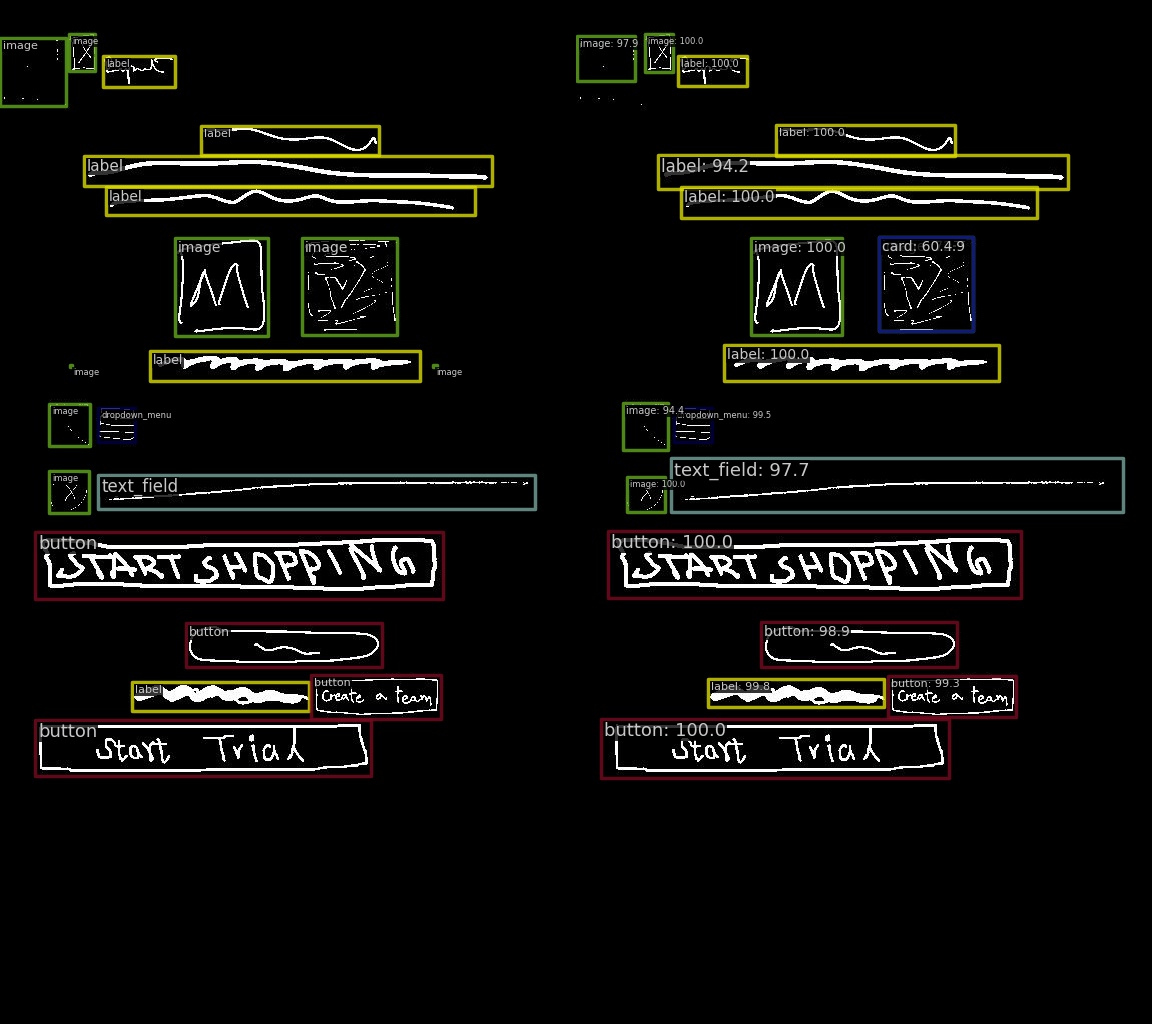 image image image: 97.9 image: 100.0
label label: 100.0
label label: 100.0
label label: 94.2
label label: 100.0
image image image: 100.0 card: 60.4.9
label label: 100.0
image image
image dropdown_menu image: 94.4 opdown_menu: 99.5
image text_field image: 100.0 text_field: 97.7
button button: 100.0
START SHOPPING START SHOPPING
button button: 98.9
label button label: 99.8 button: 99.3
Create a team Create a team
button button: 100.0
Start Trial Start Trial